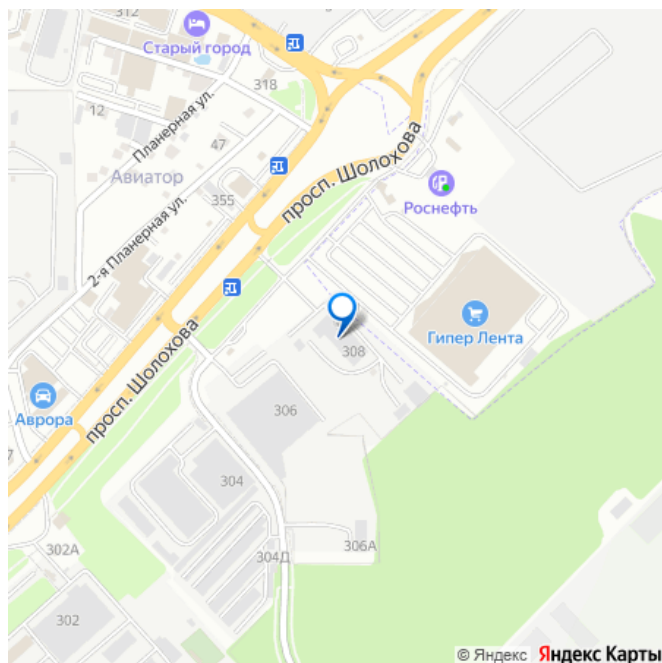 312
Старый город
318
12
Планерная ул.
47
просп. Шолохова
Авиатор
Роснефть
355
2-я Планерная ул.
Гипер Лента
308
просп. Шолохова
Аврора
306
7
304
306А
302А
304Д
302
© Яндекс Яндекс Карты